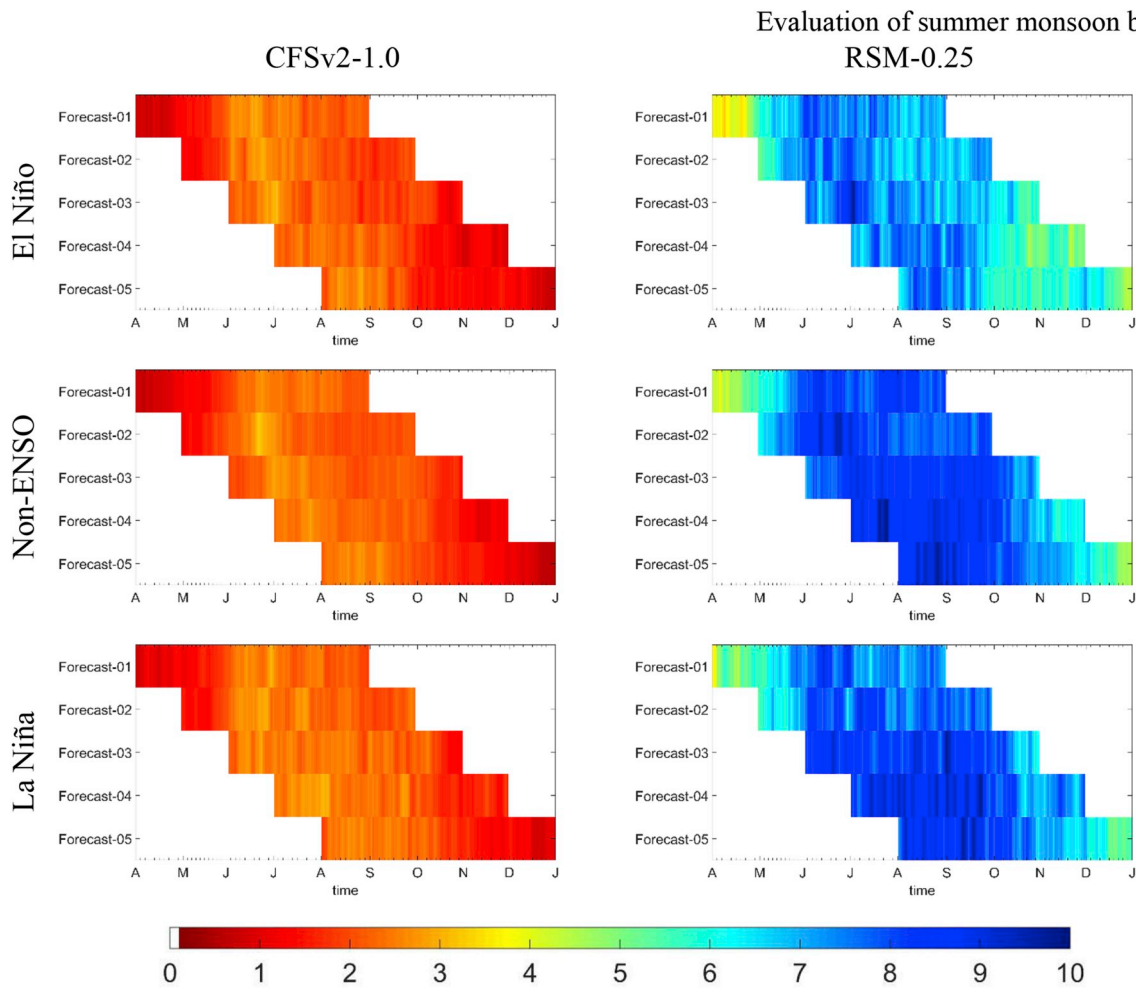 Evaluation of summer monsoon b
CFSv2-1.0
RSM-0.25
El Niño
Forecast-01
Forecast-02
Forecast-03
Forecast-04
Forecast-05
A M J J A S O N D J
time
Forecast-01
Forecast-02
Forecast-03
Forecast-04
Forecast-05
A M J J A S O N D J
time
Non-ENSO
Forecast-01
Forecast-02
Forecast-03
Forecast-04
Forecast-05
A M J J A S O N D J
time
Forecast-01
Forecast-02
Forecast-03
Forecast-04
Forecast-05
A M J J A S O N D J
time
La Niña
Forecast-01
Forecast-02
Forecast-03
Forecast-04
Forecast-05
A M J J A S O N D J
time
Forecast-01
Forecast-02
Forecast-03
Forecast-04
Forecast-05
A M J J A S O N D J
time
0 1 2 3 4 5 6 7 8 9 10